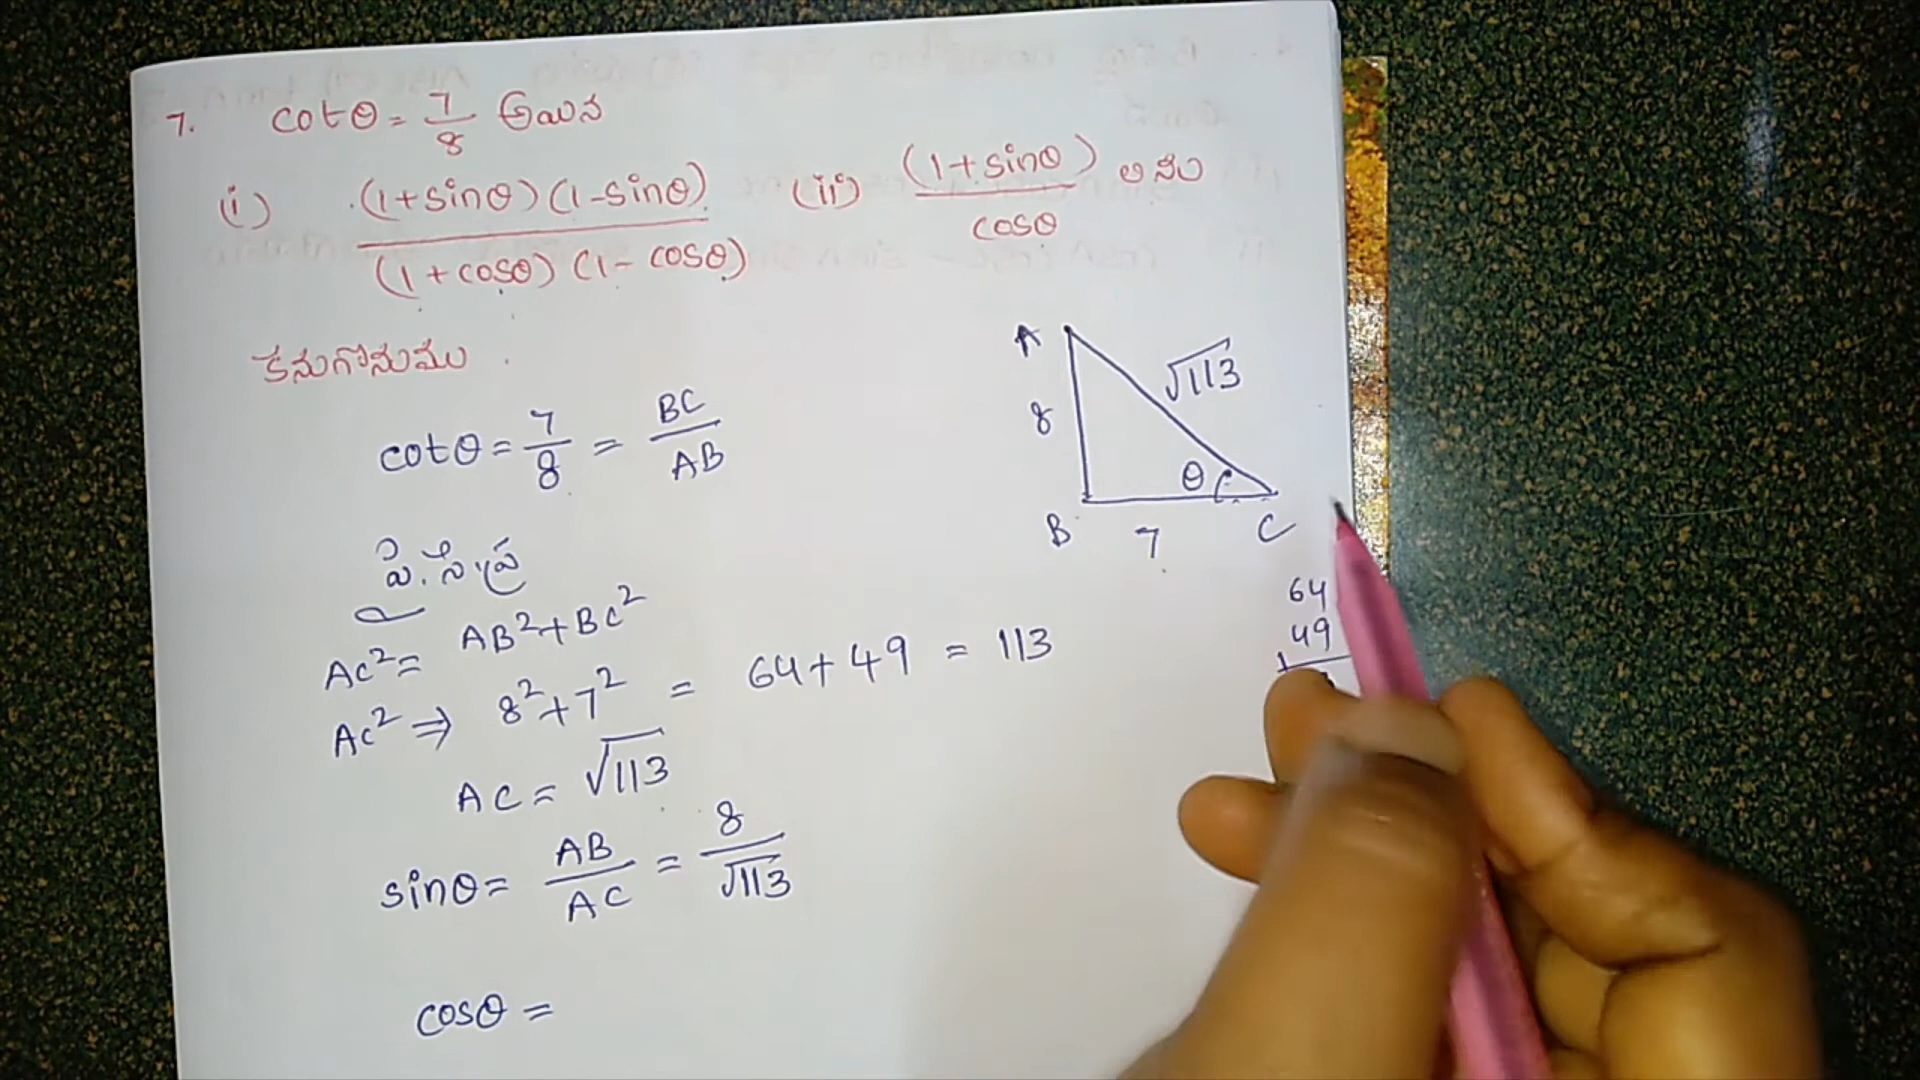 7. cotθ = 7/8 అయిన
(i) (1+sinθ)(1-sinθ) / (1+cosθ)(1-cosθ) (ii) (1+sinθ) / cosθ లను
కనుగొనుము
cotθ = 7/8 = BC/AB
A
√113
8
θ
B 7 C
పై.సి.ప్ర
AC² = AB²+BC²
AC² ⇒ 8²+7² = 64+49 = 113
64
49
1
AC = √113
sinθ = AB/AC = 8/√113
cosθ =